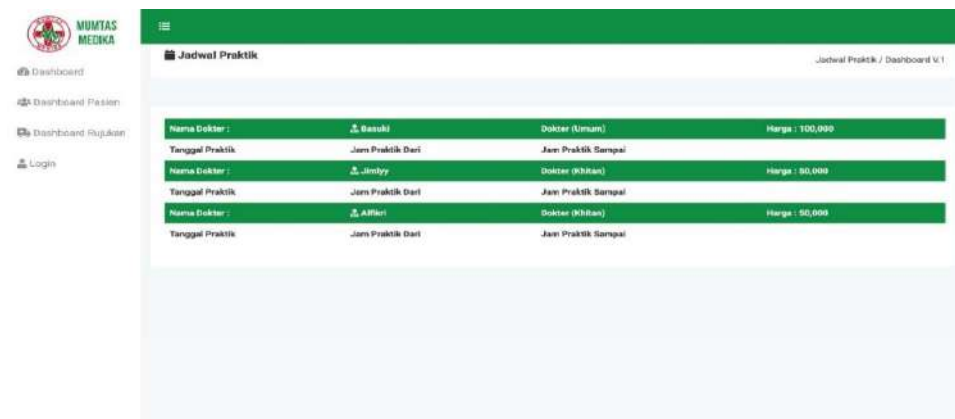 MUMTAS
MEDIKA
Jadwal Praktik
Jadwal Praktik / Dashboard V.1
Dashboard
Dashboard Pasien
Dashboard Rujukan
Login
Nama Dokter : Basuki Dokter (Umum) Harga : 100,000
Tanggal Praktik Jam Praktik Dari Jam Praktik Sampai
Nama Dokter : Jimlyy Dokter (Khitan) Harga : 50,000
Tanggal Praktik Jam Praktik Dari Jam Praktik Sampai
Nama Dokter : Alfikri Dokter (Khitan) Harga : 50,000
Tanggal Praktik Jam Praktik Dari Jam Praktik Sampai